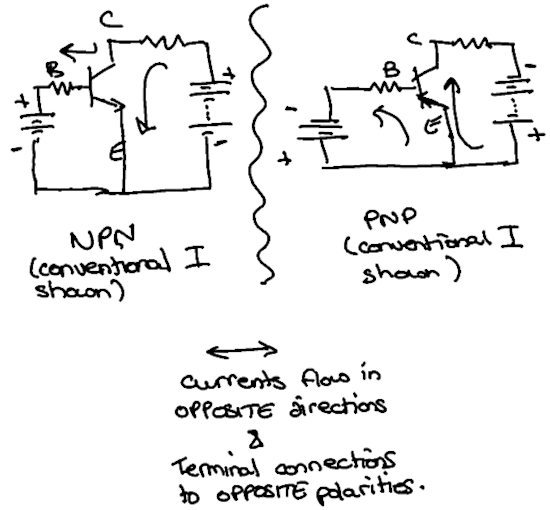 C
B
+
-
E
+
-
NPN
(conventional I
shown)
C
B
-
+
E
-
+
PNP
(conventional I
shown)
currents flow in
OPPOSITE directions
&
Terminal connections
to OPPOSITE polarities.